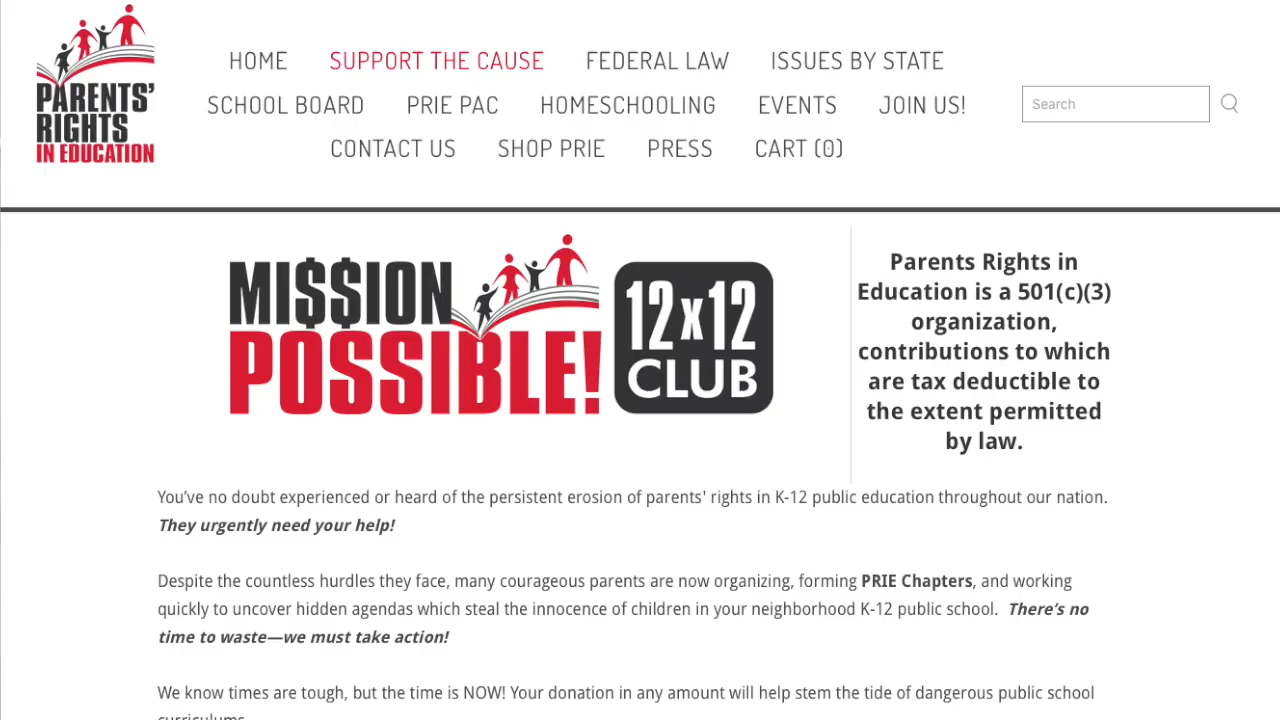 PARENTS'
RIGHTS
IN EDUCATION
HOME SUPPORT THE CAUSE FEDERAL LAW ISSUES BY STATE
SCHOOL BOARD PRIE PAC HOMESCHOOLING EVENTS JOIN US!
CONTACT US SHOP PRIE PRESS CART (0)
Search
MI$$ION
POSSIBLE!
12x12
CLUB
Parents Rights in
Education is a 501(c)(3)
organization,
contributions to which
are tax deductible to
the extent permitted
by law.
You’ve no doubt experienced or heard of the persistent erosion of parents' rights in K-12 public education throughout our nation.
They urgently need your help!
Despite the countless hurdles they face, many courageous parents are now organizing, forming PRIE Chapters, and working
quickly to uncover hidden agendas which steal the innocence of children in your neighborhood K-12 public school. There’s no
time to waste—we must take action!
We know times are tough, but the time is NOW! Your donation in any amount will help stem the tide of dangerous public school
curriculums.